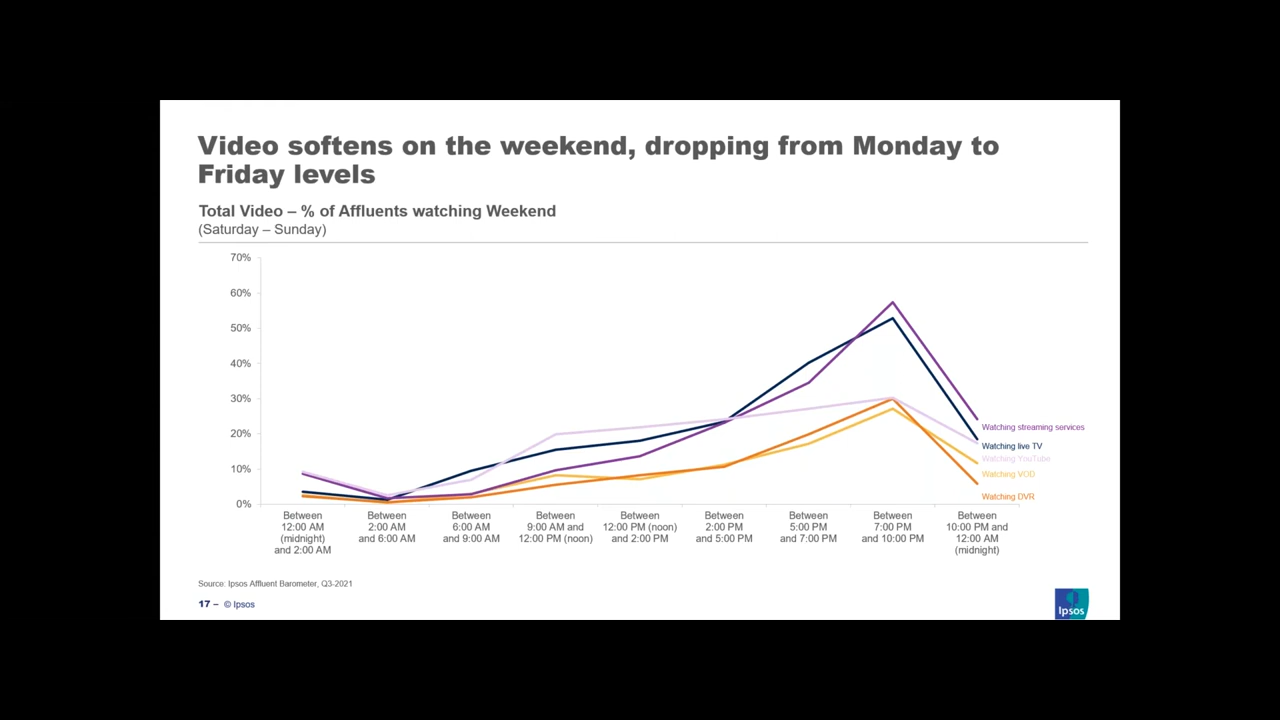 Video softens on the weekend, dropping from Monday to
Friday levels
Total Video – % of Affluents watching Weekend
(Saturday – Sunday)
70%
60%
50%
40%
30%
20%
10%
0%
Watching streaming services
Watching live TV
Watching YouTube
Watching VOD
Watching DVR
Between
12:00 AM
(midnight)
and 2:00 AM
Between
2:00 AM
and 6:00 AM
Between
6:00 AM
and 9:00 AM
Between
9:00 AM and
12:00 PM (noon)
Between
12:00 PM (noon)
and 2:00 PM
Between
2:00 PM
and 5:00 PM
Between
5:00 PM
and 7:00 PM
Between
7:00 PM
and 10:00 PM
Between
10:00 PM and
12:00 AM
(midnight)
Source: Ipsos Affluent Barometer, Q3-2021
17 – © Ipsos
Ipsos